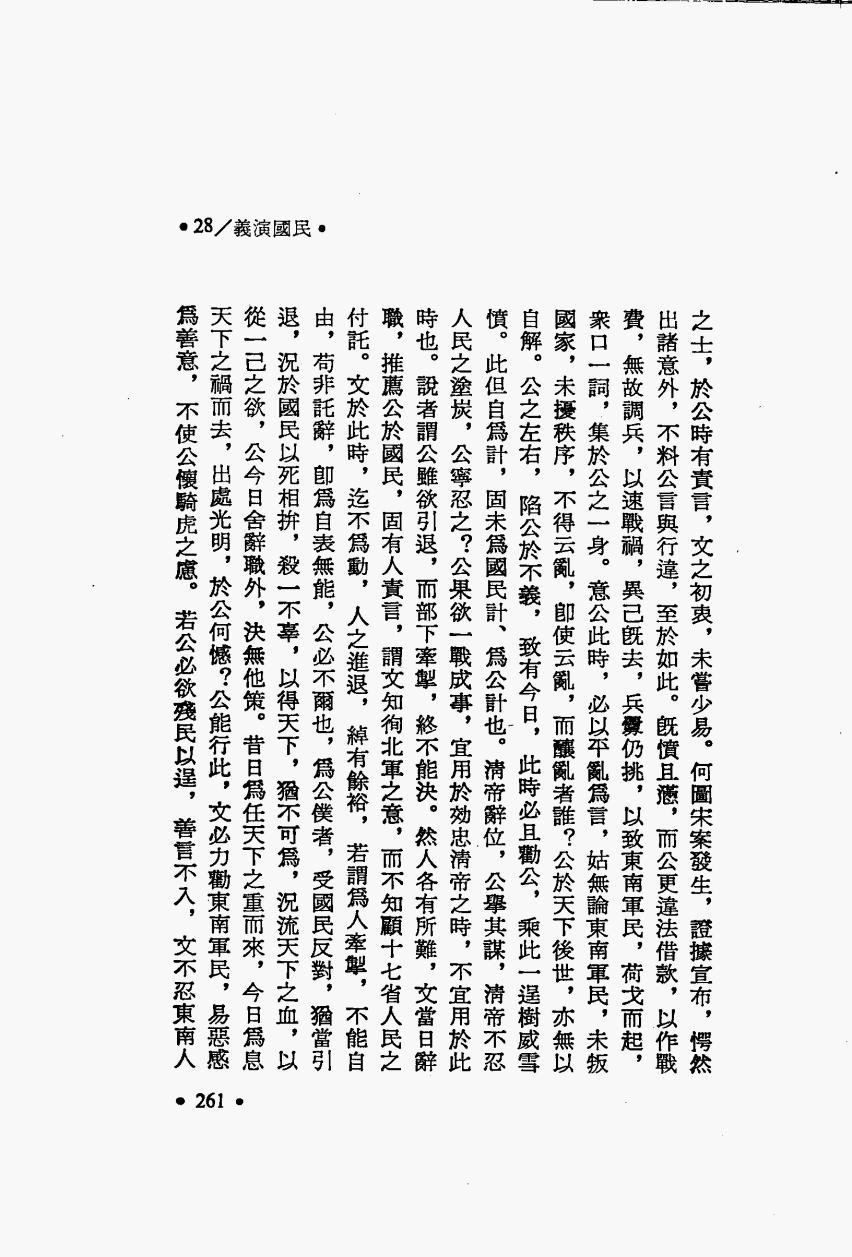 •28/義演國民•
之士，於公時有責言，文之初衷，未嘗少易。何圖宋案發生，證據宣布，愕然
出諸意外，不料公言與行違，至於如此。既憤且懣，而公更違法借款，以作戰
費，無故調兵，以速戰禍，異己既去，兵釁仍挑，以致東南軍民，荷戈而起，
衆口一詞，集於公之一身。意公此時，必以平亂爲言，姑無論東南軍民，未叛
國家，未擾秩序，不得云亂，卽使云亂，而釀亂者誰？公於天下後世，亦無以
自解。公之左右，陷公於不義，致有今日，此時必且勸公，乘此一逞樹威雪
憤。此但自爲計，固未爲國民計、爲公計也。清帝辭位，公擧其謀，清帝不忍
人民之塗炭，公寧忍之？公果欲一戰成事，宜用於効忠清帝之時，不宜用於此
時也。說者謂公雖欲引退，而部下牽掣，終不能決。然人各有所難，文當日辭
職，推薦公於國民，固有人責言，謂文知徇北軍之意，而不知顧十七省人民之
付託。文於此時，迄不爲動，人之進退，綽有餘裕，若謂爲人牽掣，不能自
由，苟非託辭，卽爲自表無能，公必不爾也，爲公僕者，受國民反對，猶當引
退，況於國民以死相拚，殺一不辜，以得天下，猶不可爲，況流天下之血，以
從一己之欲，公今日舍辭職外，決無他策。昔日爲任天下之重而來，今日爲息
天下之禍而去，出處光明，於公何憾？公能行此，文必力勸東南軍民，易惡感
爲善意，不使公懷騎虎之慮。若公必欲殘民以逞，善言不入，文不忍東南人
•261•